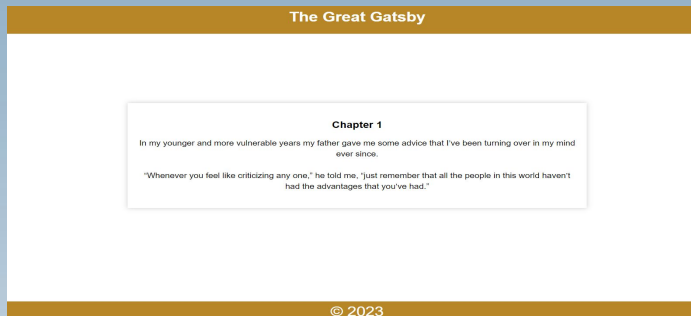 The Great Gatsby
Chapter 1
In my younger and more vulnerable years my father gave me some advice that I've been turning over in my mind
ever since.
“Whenever you feel like criticizing any one,” he told me, “just remember that all the people in this world haven’t
had the advantages that you’ve had.”
© 2023